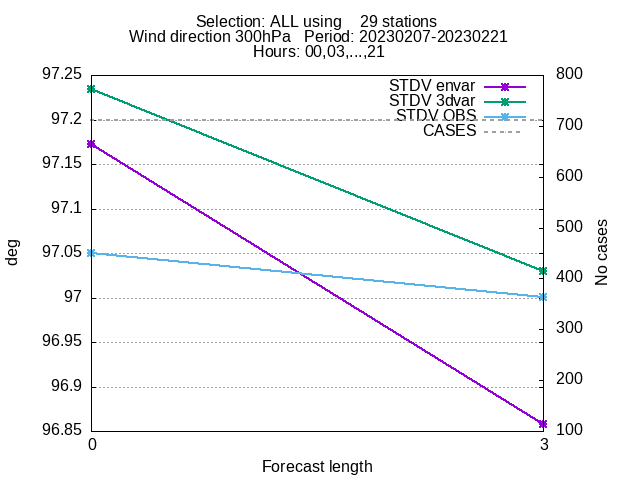 Selection: ALL using 29 stations
Wind direction 300hPa Period: 20230207-20230221
Hours: 00,03,...,21
97.25
97.2
97.15
97.1
97.05
97
96.95
96.9
96.85
800
700
600
500
400
300
200
100
STDV envar
STDV 3dvar
STDV OBS
CASES
deg
No cases
0
3
Forecast length